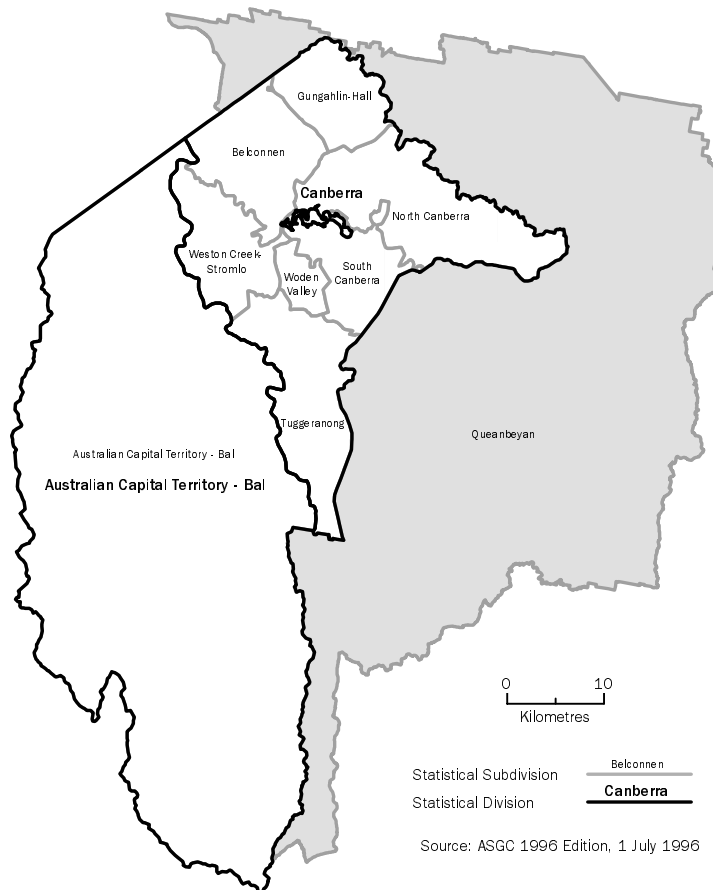 Gungahlin-Hall
Belconnen
Canberra
North Canberra
Weston Creek-
Stromlo
South
Canberra
Woden
Valley
Tuggeranong
Queanbeyan
Australian Capital Territory - Bal
Australian Capital Territory - Bal
0 10
Kilometres
Belconnen
Statistical Subdivision
Canberra
Statistical Division
Source: ASGC 1996 Edition, 1 July 1996